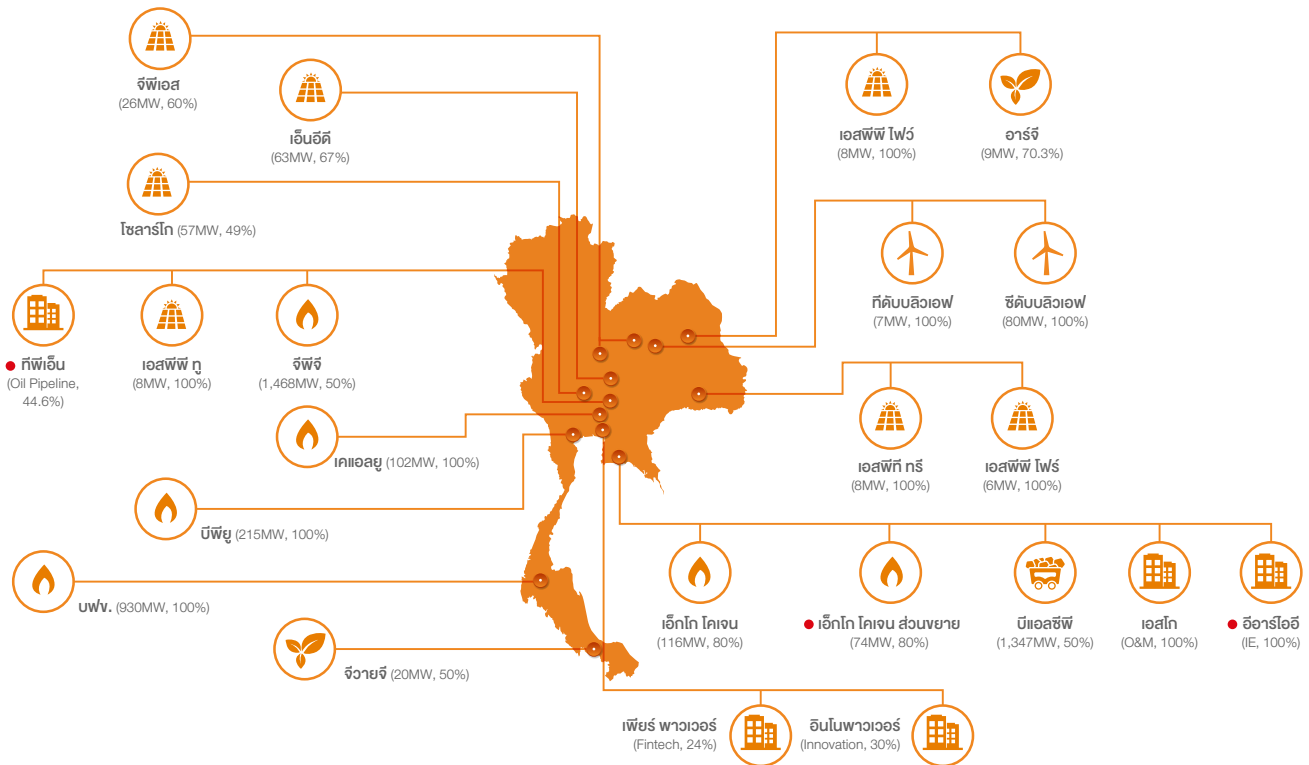 จีพีเอส
(26MW, 60%)
เอ็นอีดี
(63MW, 67%)
เอสพีพี ไฟว์
(8MW, 100%)
อาร์จี
(9MW, 70.3%)
โซลาร์โก (57MW, 49%)
ทีดับบลิวเอฟ
(7MW, 100%)
ซีดับบลิวเอฟ
(80MW, 100%)
ทีพีเอ็น
(Oil Pipeline,
44.6%)
เอสพีพี ทู
(8MW, 100%)
จีพีจี
(1,468MW, 50%)
เคแอลยู (102MW, 100%)
เอสพีที ทรี
(8MW, 100%)
เอสพีพี โฟร์
(6MW, 100%)
บีพียู (215MW, 100%)
บฟข. (930MW, 100%)
เอ็กโก โคเจน
(116MW, 80%)
เอ็กโก โคเจน ส่วนขยาย
(74MW, 80%)
บีแอลซีพี
(1,347MW, 50%)
เอสโก
(O&M, 100%)
อีอาร์ไออี
(IE, 100%)
จีวายจี (20MW, 50%)
เพียร์ พาวเวอร์
(Fintech, 24%)
อินโนพาวเวอร์
(Innovation, 30%)